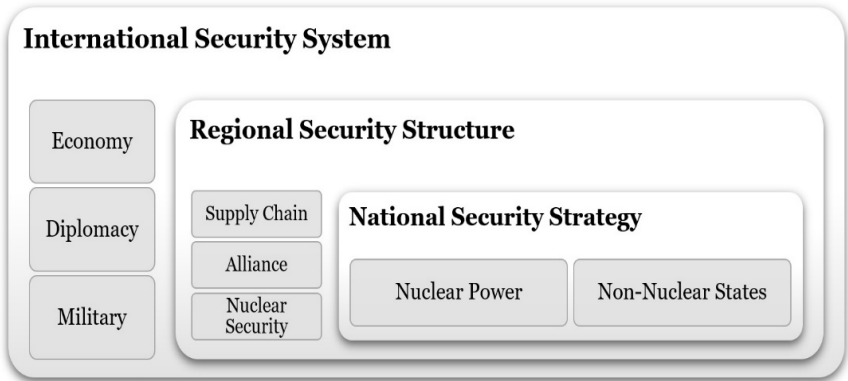 International Security System
Economy
Diplomacy
Military
Regional Security Structure
Supply Chain
Alliance
Nuclear
Security
National Security Strategy
Nuclear Power
Non-Nuclear States